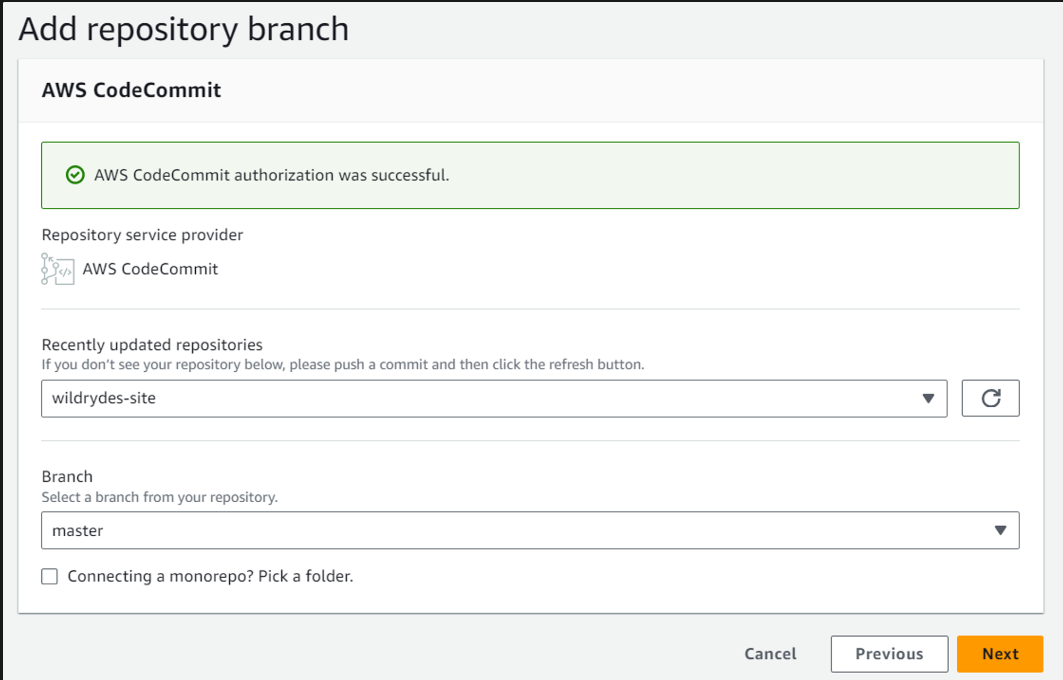 Add repository branch
AWS CodeCommit
AWS CodeCommit authorization was successful.
Repository service provider
AWS CodeCommit
Recently updated repositories
If you don't see your repository below, please push a commit and then click the refresh button.
wildrydes-site
Branch
Select a branch from your repository.
master
Connecting a monorepo? Pick a folder.
Cancel Previous Next